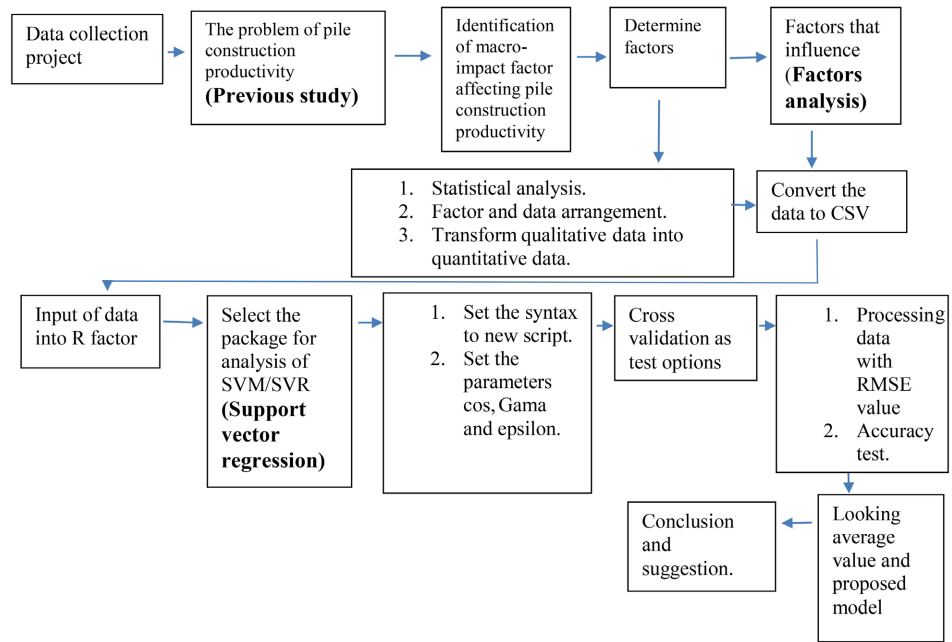 Data collection
project
The problem of pile
construction
productivity
(Previous study)
Identification
of macro-
impact factor
affecting pile
construction
productivity
Determine
factors
Factors that
influence
(Factors
analysis)
1. Statistical analysis.
2. Factor and data arrangement.
3. Transform qualitative data into
quantitative data.
Convert the
data to CSV
Input of data
into R factor
Select the
package for
analysis of
SVM/SVR
(Support
vector
regression)
1. Set the syntax
to new script.
2. Set the
parameters
cos, Gama
and epsilon.
Cross
validation as
test options
1. Processing
data
with
RMSE
value
2. Accuracy
test.
Looking
average
value and
proposed
model
Conclusion
and
suggestion.